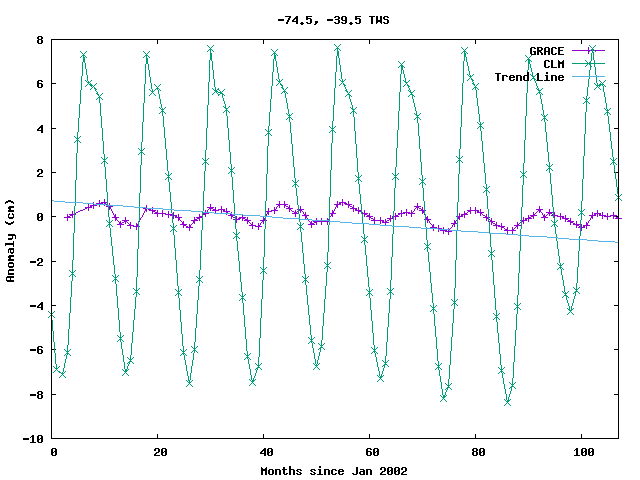 -74.5, -39.5 TWS
GRACE
CLM
Trend Line
8
6
4
2
0
-2
-4
-6
-8
-10
Anomaly (cm)
0 20 40 60 80 100
Months since Jan 2002